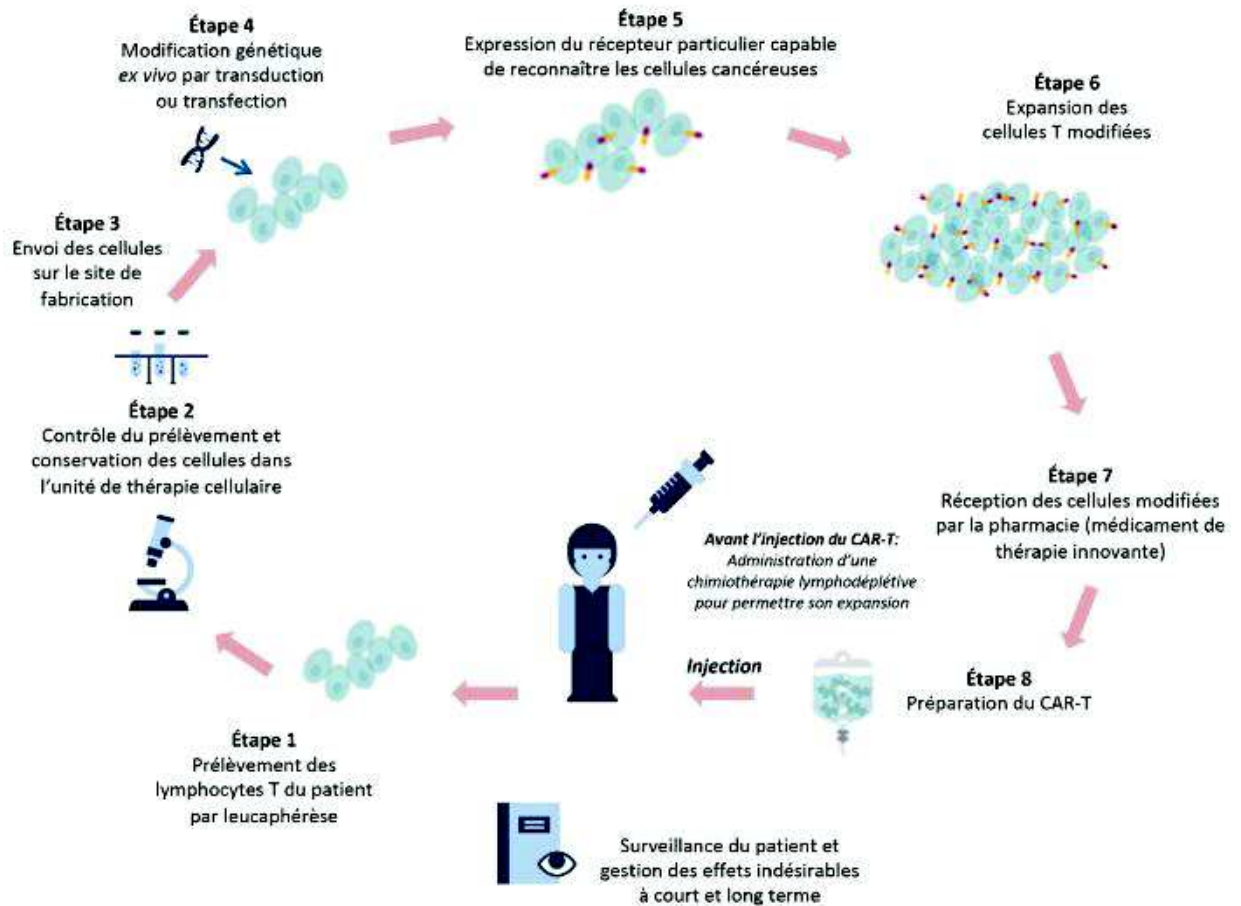 Étape 4
Modification génétique
ex vivo par transduction
ou transfection
Étape 5
Expression du récepteur particulier capable
de reconnaître les cellules cancéreuses
Étape 6
Expansion des
cellules T modifiées
Étape 3
Envoi des cellules
sur le site de
fabrication
Étape 2
Contrôle du prélèvement et
conservation des cellules dans
l'unité de thérapie cellulaire
Étape 7
Réception des cellules modifiées
par la pharmacie (médicament de
thérapie innovante)
Avant l'injection du CAR-T:
Administration d'une
chimiothérapie lymphodéplétive
pour permettre son expansion
Injection
Étape 8
Préparation du CAR-T
Étape 1
Prélèvement des
lymphocytes T du patient
par leucaphérèse
Surveillance du patient et
gestion des effets indésirables
à court et long terme